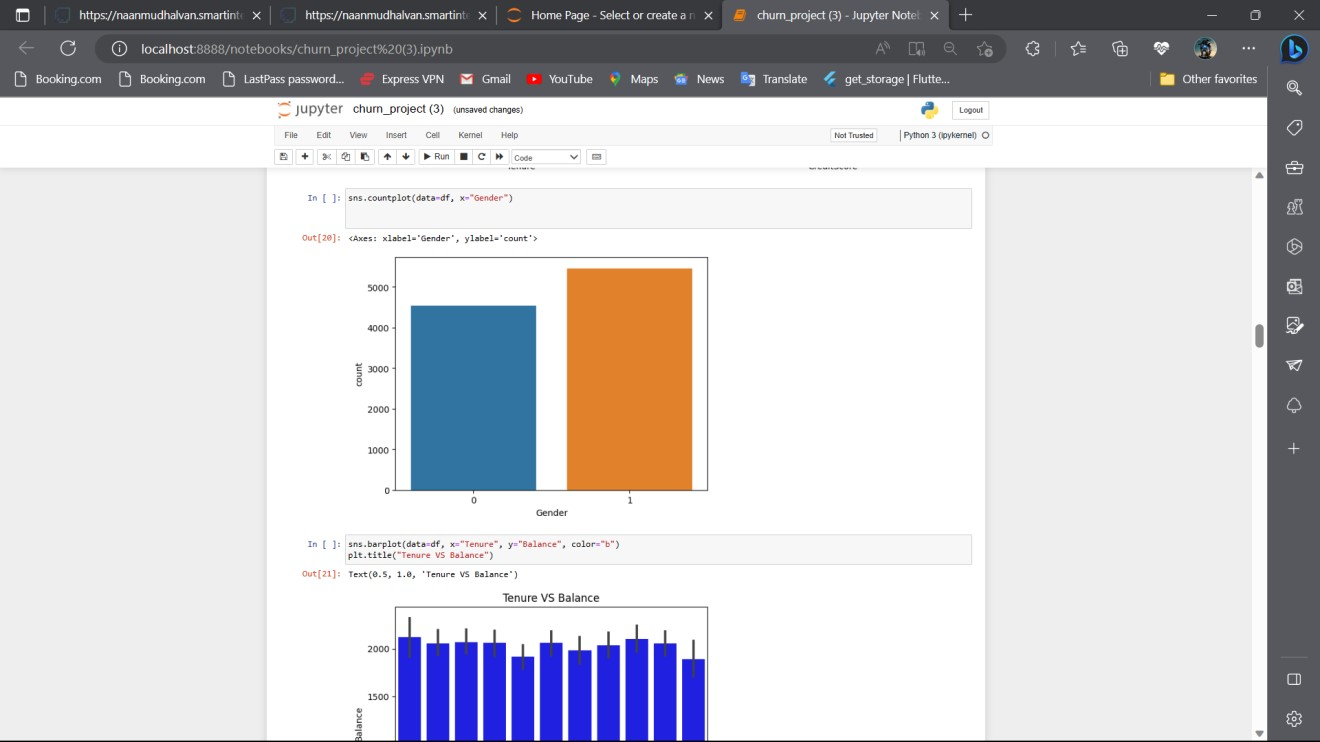 https://naanmudhalvan.smartinte
https://naanmudhalvan.smartinte
Home Page - Select or create a n
churn_project (3) - Jupyter Noteb
localhost:8888/notebooks/churn_project%20(3).ipynb
Booking.com
Booking.com
LastPass password...
Express VPN
Gmail
YouTube
Maps
News
Translate
get_storage | Flutte...
Other favorites
jupyter churn_project (3) (unsaved changes)
Logout
File Edit View Insert Cell Kernel Help
Not Trusted
Python 3 (ipykernel)
Run
Code
Tenure
CreditScore
In [ ]: sns.countplot(data=df, x="Gender")
Out[20]: <Axes: xlabel='Gender', ylabel='count'>
5000
4000
3000
2000
1000
0
count
0 1
Gender
In [ ]: sns.barplot(data=df, x="Tenure", y="Balance", color="b")
plt.title("Tenure VS Balance")
Out[21]: Text(0.5, 1.0, 'Tenure VS Balance')
Tenure VS Balance
2000
1500
Balance